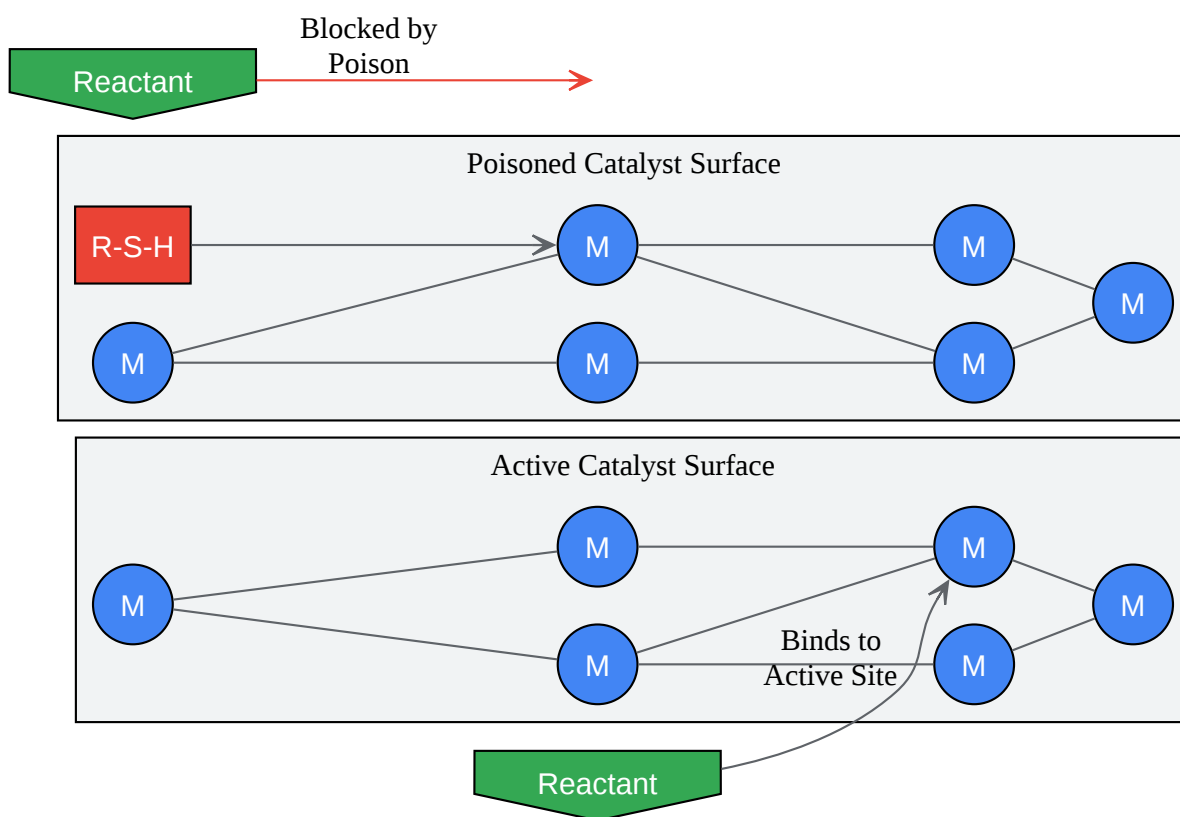 Blocked by
Poison
Reactant
Poisoned Catalyst Surface
R-S-H
M
M
M
M
M
M
Active Catalyst Surface
M
M
M
M
M
M
Binds to
Active Site
Reactant